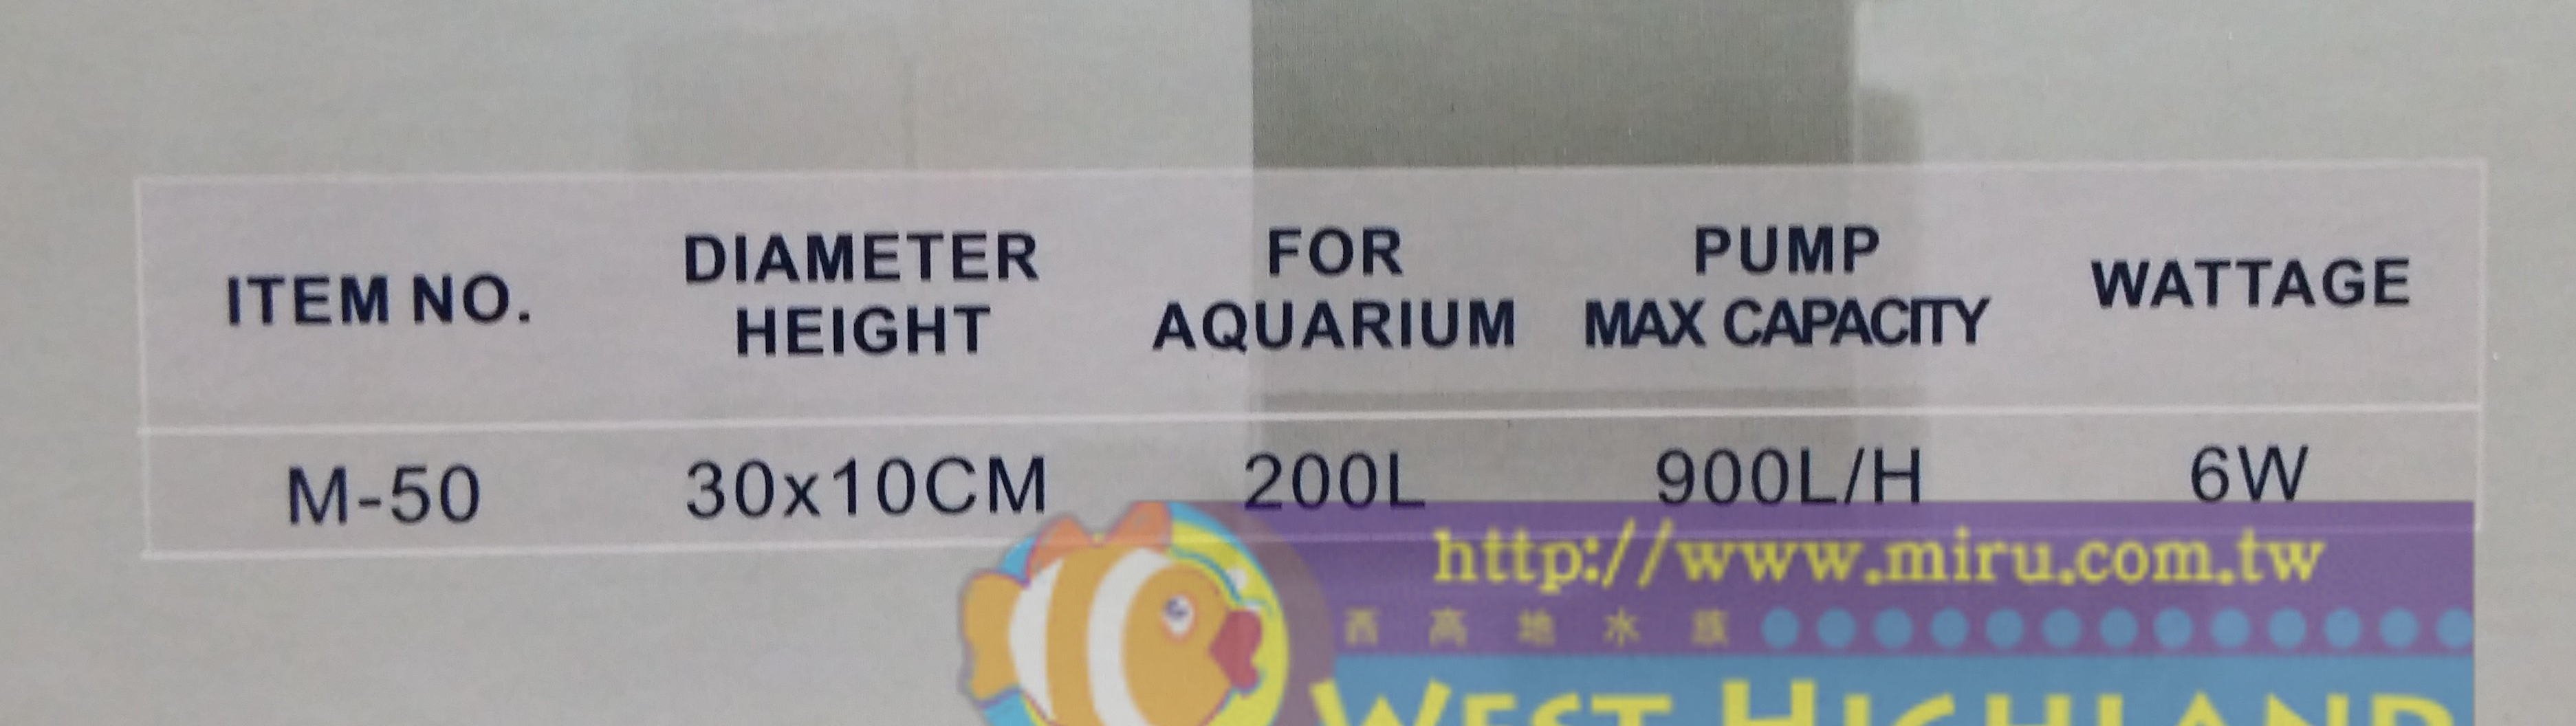 ITEM NO.
DIAMETER
HEIGHT
FOR
AQUARIUM
PUMP
MAX CAPACITY
WATTAGE
M-50
30x10CM
200L
900L/H
6W
http://www.miru.com.tw
西高地水族
WEST HIGHLAND